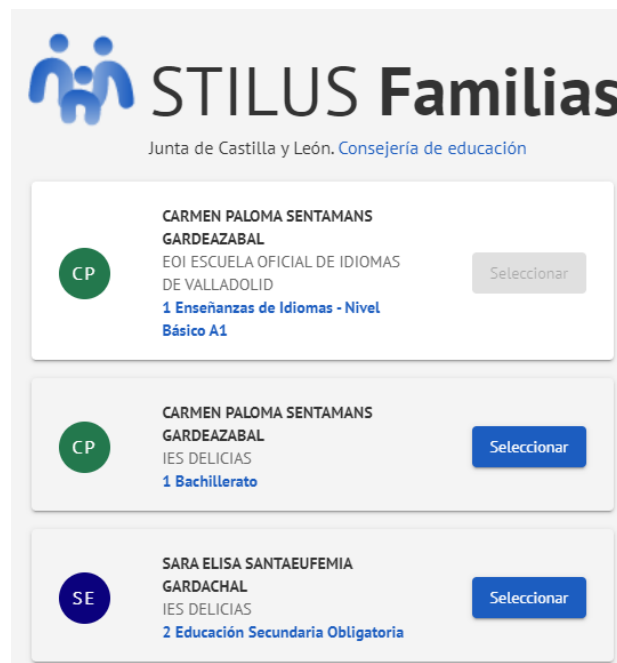 STILUS Familias
Junta de Castilla y León. Consejería de educación
CARMEN PALOMA SENTAMANS
GARDEAZABAL
CP
EOI ESCUELA OFICIAL DE IDIOMAS
DE VALLADOLID
Seleccionar
1 Enseñanzas de Idiomas - Nivel
Básico A1
CARMEN PALOMA SENTAMANS
GARDEAZABAL
CP
Seleccionar
IES DELICIAS
1 Bachillerato
SARA ELISA SANTAEUFEMIA
GARDACHAL
SE
Seleccionar
IES DELICIAS
2 Educación Secundaria Obligatoria